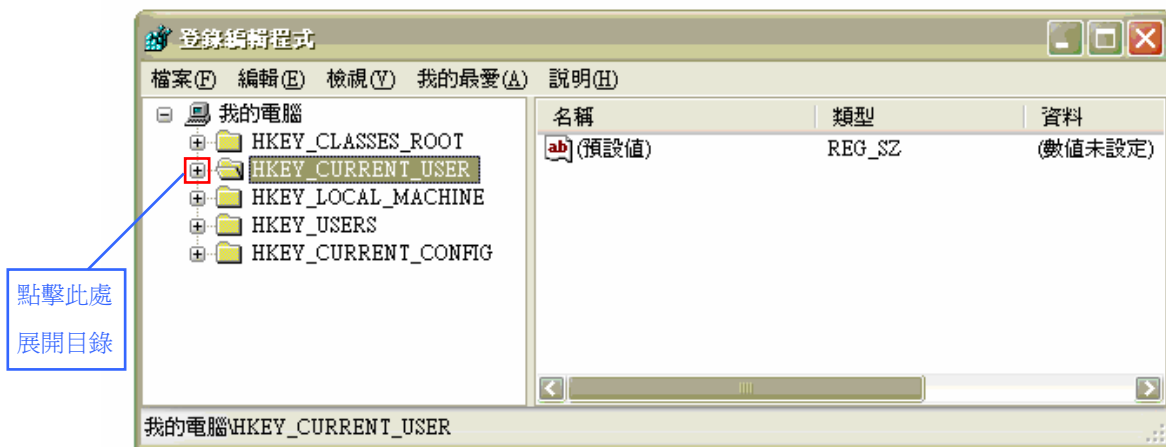 登錄編輯程式
檔案(F) 編輯(E) 檢視(V) 我的最愛(A) 說明(H)
我的電腦
HKEY_CLASSES_ROOT
HKEY_CURRENT_USER
HKEY_LOCAL_MACHINE
HKEY_USERS
HKEY_CURRENT_CONFIG
名稱 類型 資料
ab (預設值) REG_SZ (數值未設定)
點擊此處
展開目錄
我的電腦\HKEY_CURRENT_USER